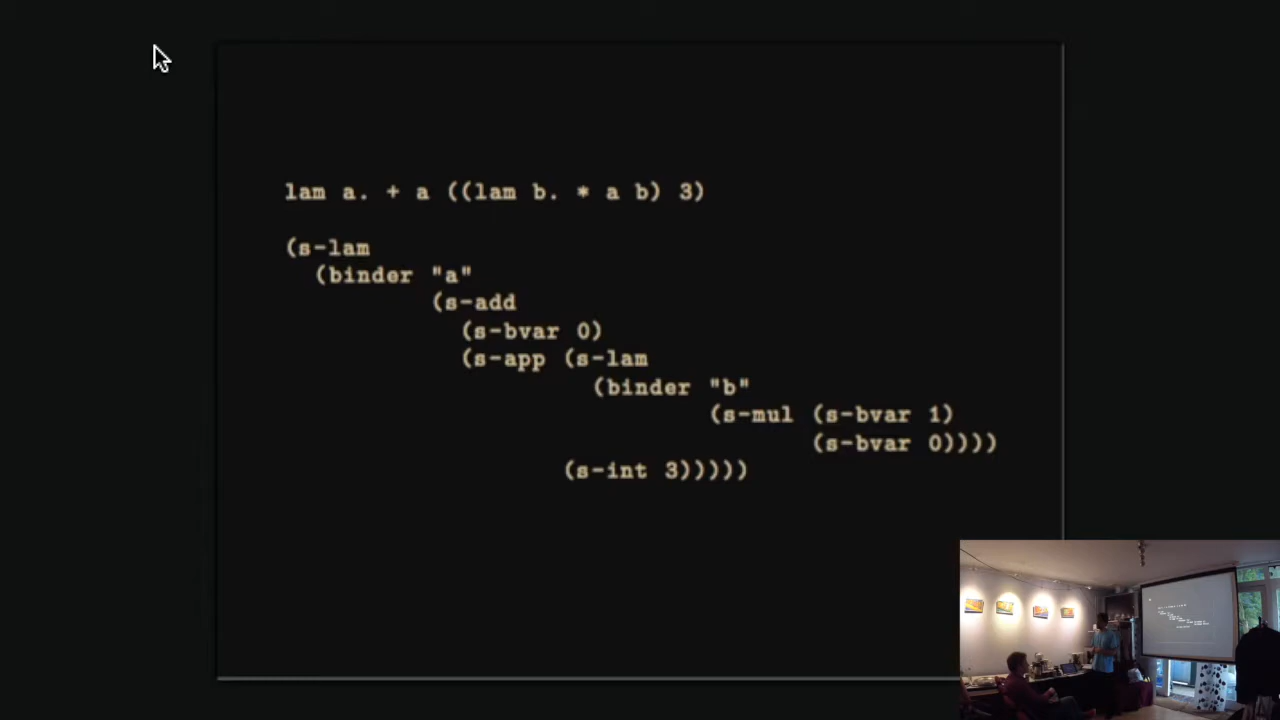 lam a. + a ((lam b. * a b) 3)
(s-lam
(binder "a"
(s-add
(s-bvar 0)
(s-app (s-lam
(binder "b"
(s-mul (s-bvar 1)
(s-bvar 0))))
(s-int 3)))))